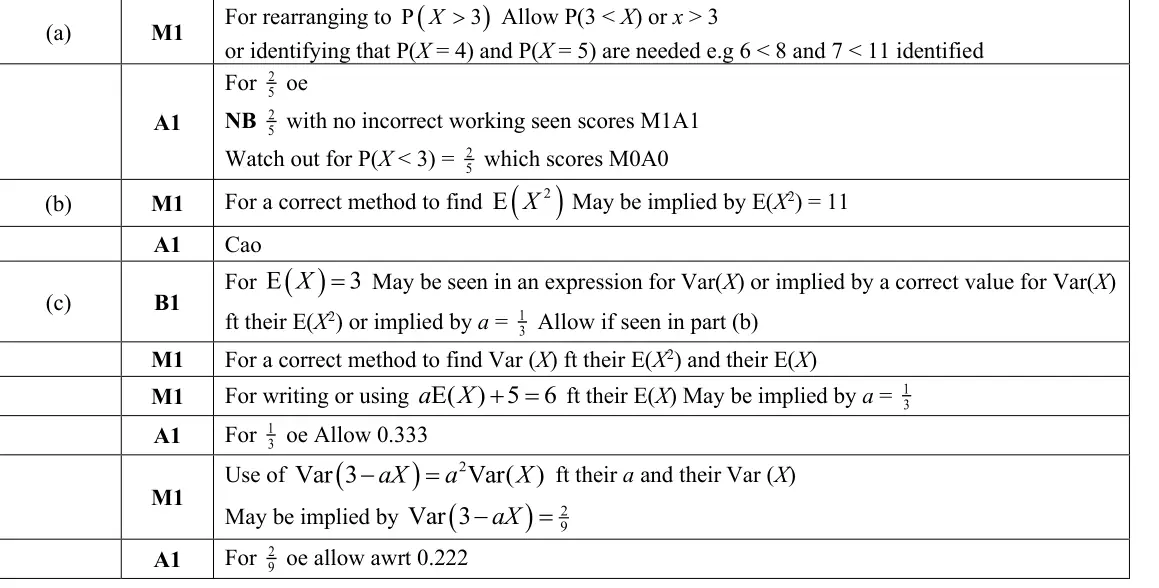 (a) M1 For rearranging to P(X > 3) Allow P(3 < X) or x > 3
or identifying that P(X = 4) and P(X = 5) are needed e.g 6 < 8 and 7 < 11 identified
A1 For 2/5 oe
NB 2/5 with no incorrect working seen scores M1A1
Watch out for P(X < 3) = 2/5 which scores M0A0
(b) M1 For a correct method to find E(X²) May be implied by E(X²) = 11
A1 Cao
(c) B1 For E(X) = 3 May be seen in an expression for Var(X) or implied by a correct value for Var(X)
ft their E(X²) or implied by a = 1/3 Allow if seen in part (b)
M1 For a correct method to find Var (X) ft their E(X²) and their E(X)
M1 For writing or using aE(X) + 5 = 6 ft their E(X) May be implied by a = 1/3
A1 For 1/3 oe Allow 0.333
M1 Use of Var(3 − aX) = a²Var(X) ft their a and their Var (X)
May be implied by Var(3 − aX) = 2/9
A1 For 2/9 oe allow awrt 0.222